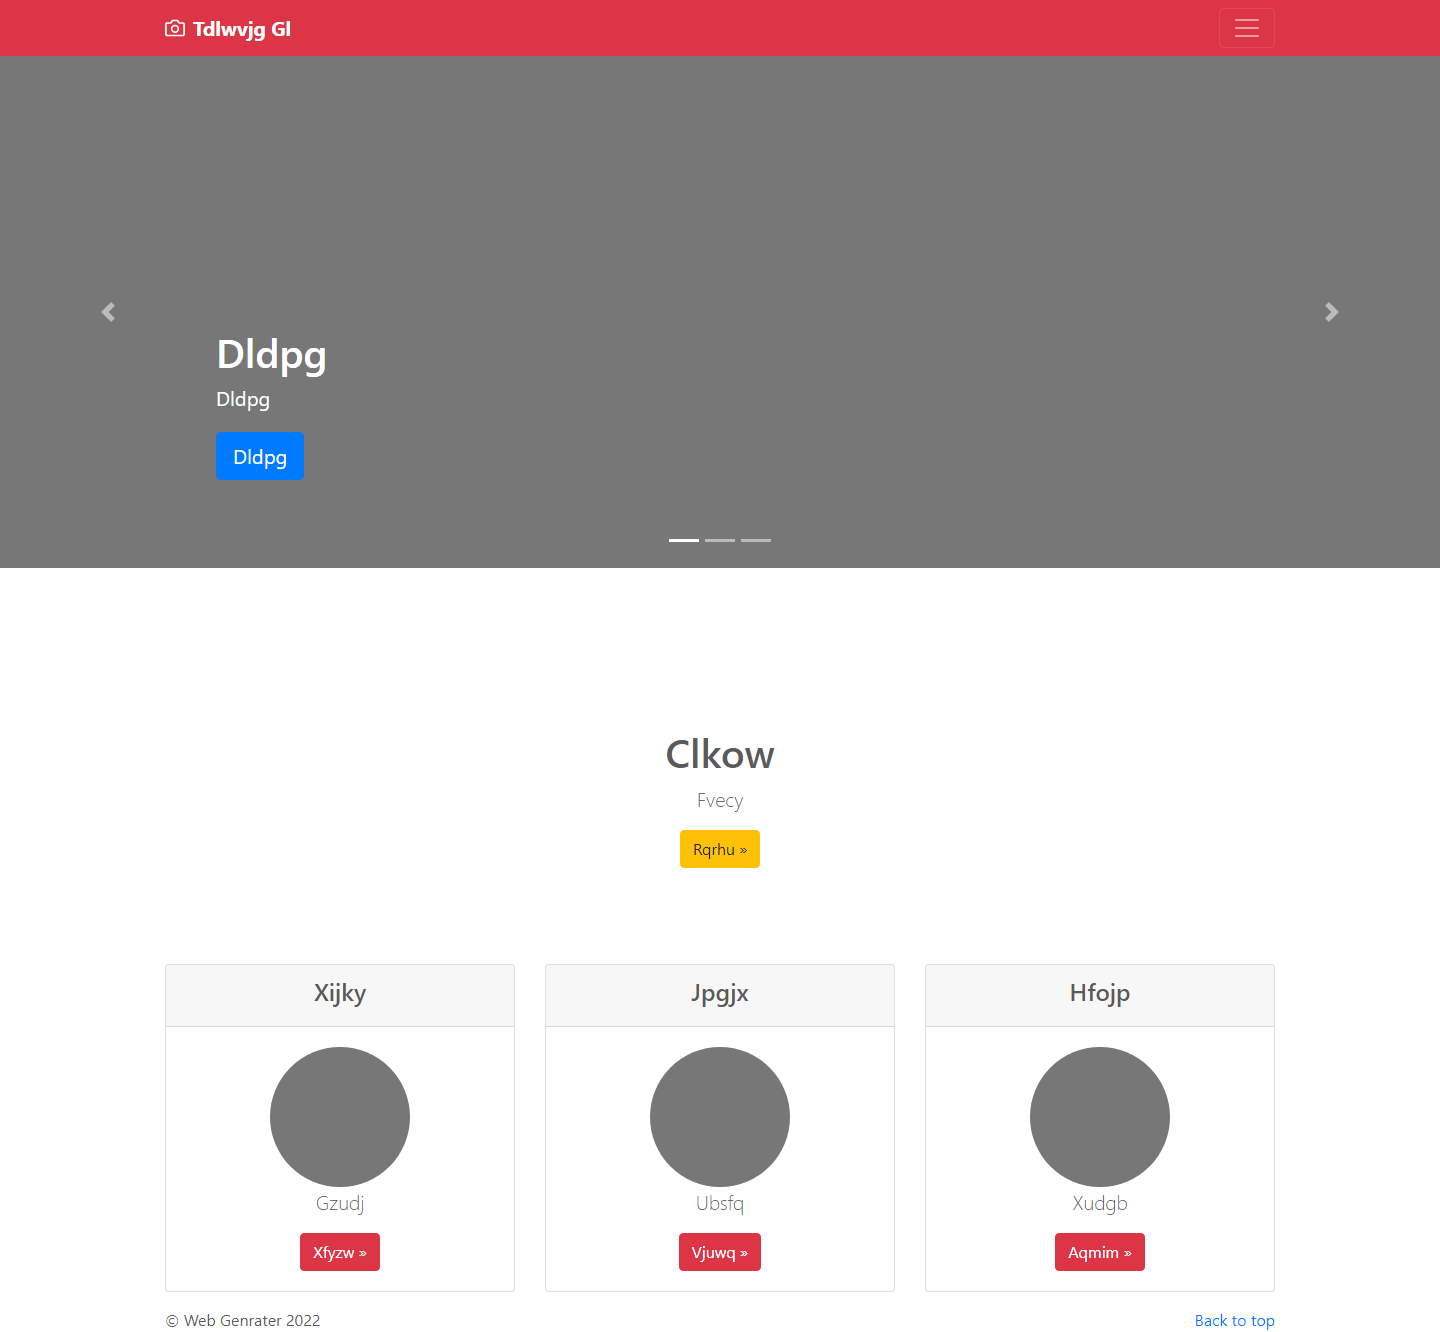 Tdlwvjg Gl
Dldpg
Dldpg
Dldpg
Clkow
Fvecy
Rqrhu »
Xijky
Gzudj
Xfyzw »
Jpgjx
Ubsfq
Vjuwq »
Hfojp
Xudgb
Aqmim »
© Web Genrater 2022
Back to top